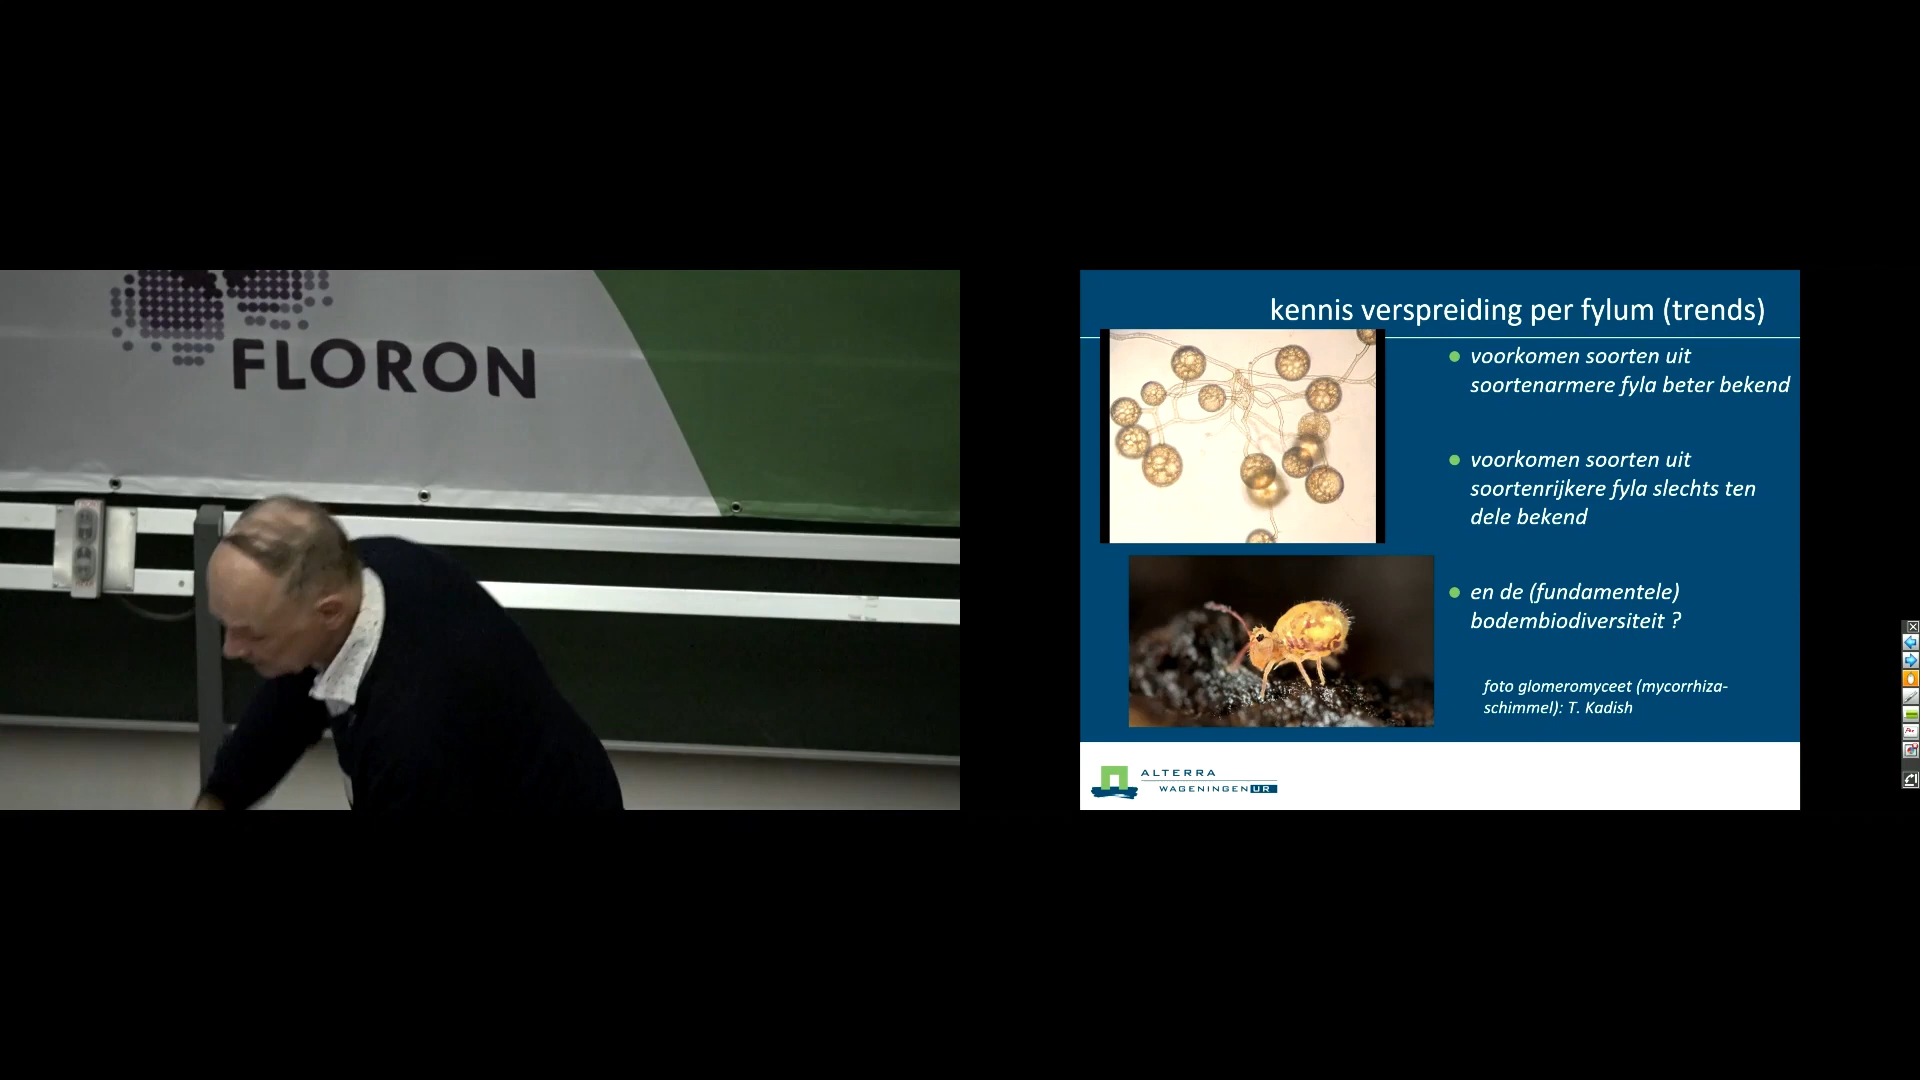 FLORON
kennis verspreiding per fylum (trends)
voorkomen soorten uit
soortenarmere fyla beter bekend
voorkomen soorten uit
soortenrijkere fyla slechts ten
dele bekend
en de (fundamentele)
bodembiodiversiteit ?
foto glomeromyceet (mycorrhiza-
schimmel): T. Kadish
ALTERRA
WAGENINGEN UR